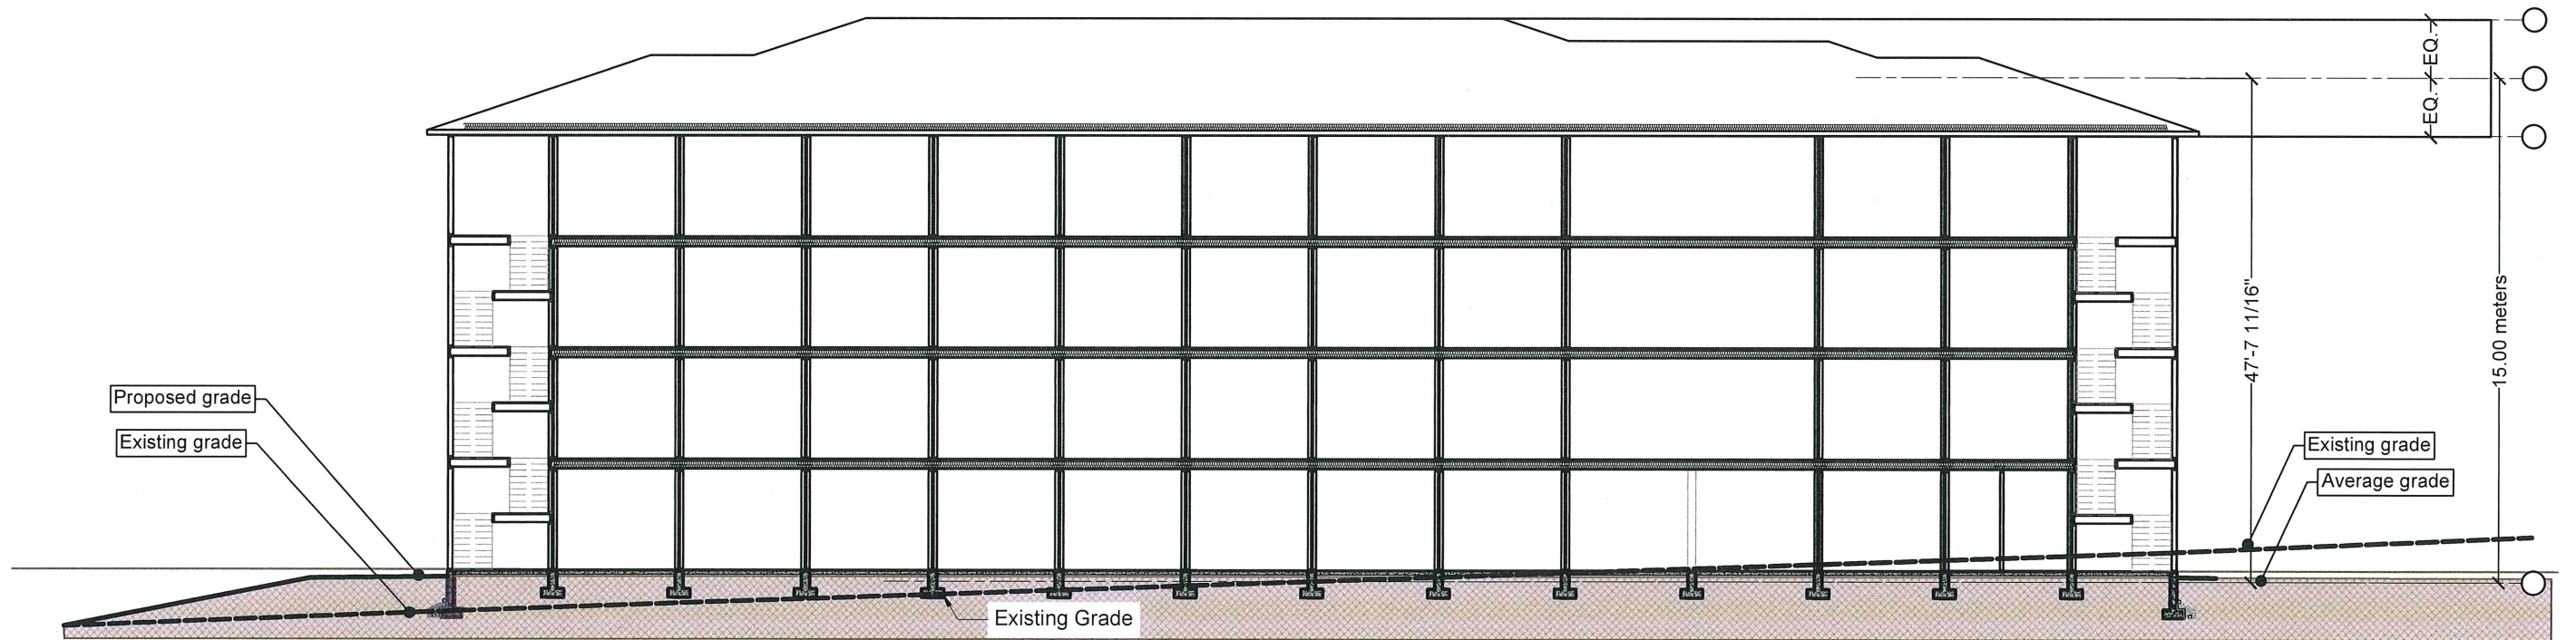 EQ.
EQ.
47'-7 11/16"
15.00 meters
Proposed grade
Existing grade
Existing grade
Average grade
Existing Grade